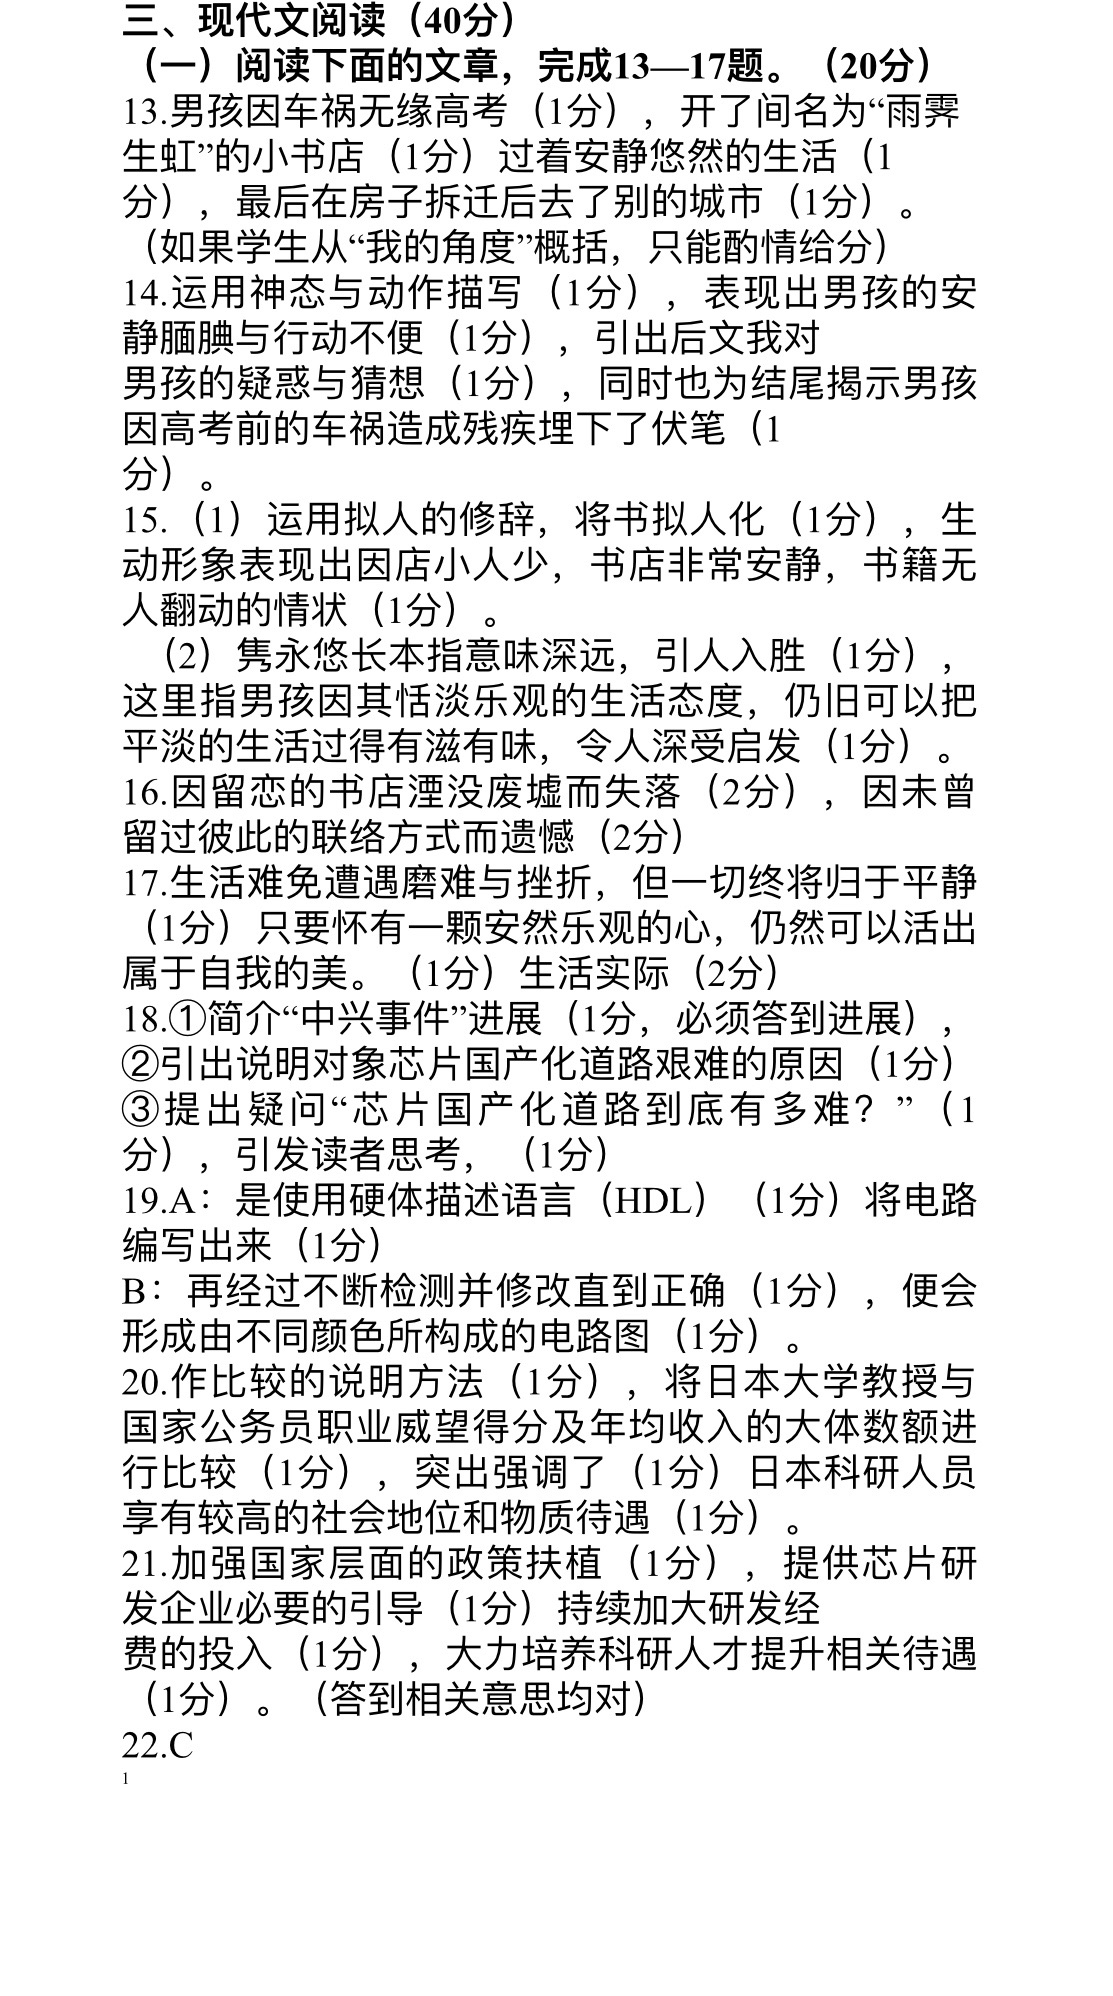 三、现代文阅读（40分）
（一）阅读下面的文章，完成13—17题。（20分）
13.男孩因车祸无缘高考（1分），开了间名为“雨霁
生虹”的小书店（1分）过着安静悠然的生活（1
分），最后在房子拆迁后去了别的城市（1分）。
（如果学生从“我的角度”概括，只能酌情给分）
14.运用神态与动作描写（1分），表现出男孩的安
静腼腆与行动不便（1分），引出后文我对
男孩的疑惑与猜想（1分），同时也为结尾揭示男孩
因高考前的车祸造成残疾埋下了伏笔（1
分）。
15.（1）运用拟人的修辞，将书拟人化（1分），生
动形象表现出因店小人少，书店非常安静，书籍无
人翻动的情状（1分）。
（2）隽永悠长本指意味深远，引人入胜（1分），
这里指男孩因其恬淡乐观的生活态度，仍旧可以把
平淡的生活过得有滋有味，令人深受启发（1分）。
16.因留恋的书店湮没废墟而失落（2分），因未曾
留过彼此的联络方式而遗憾（2分）
17.生活难免遭遇磨难与挫折，但一切终将归于平静
（1分）只要怀有一颗安然乐观的心，仍然可以活出
属于自我的美。（1分）生活实际（2分）
18.①简介“中兴事件”进展（1分，必须答到进展），
②引出说明对象芯片国产化道路艰难的原因（1分）
③提出疑问“芯片国产化道路到底有多难？”（1
分），引发读者思考，（1分）
19.A：是使用硬体描述语言（HDL）（1分）将电路
编写出来（1分）
B：再经过不断检测并修改直到正确（1分），便会
形成由不同颜色所构成的电路图（1分）。
20.作比较的说明方法（1分），将日本大学教授与
国家公务员职业威望得分及年均收入的大体数额进
行比较（1分），突出强调了（1分）日本科研人员
享有较高的社会地位和物质待遇（1分）。
21.加强国家层面的政策扶植（1分），提供芯片研
发企业必要的引导（1分）持续加大研发经
费的投入（1分），大力培养科研人才提升相关待遇
（1分）。（答到相关意思均对）
22.C
1